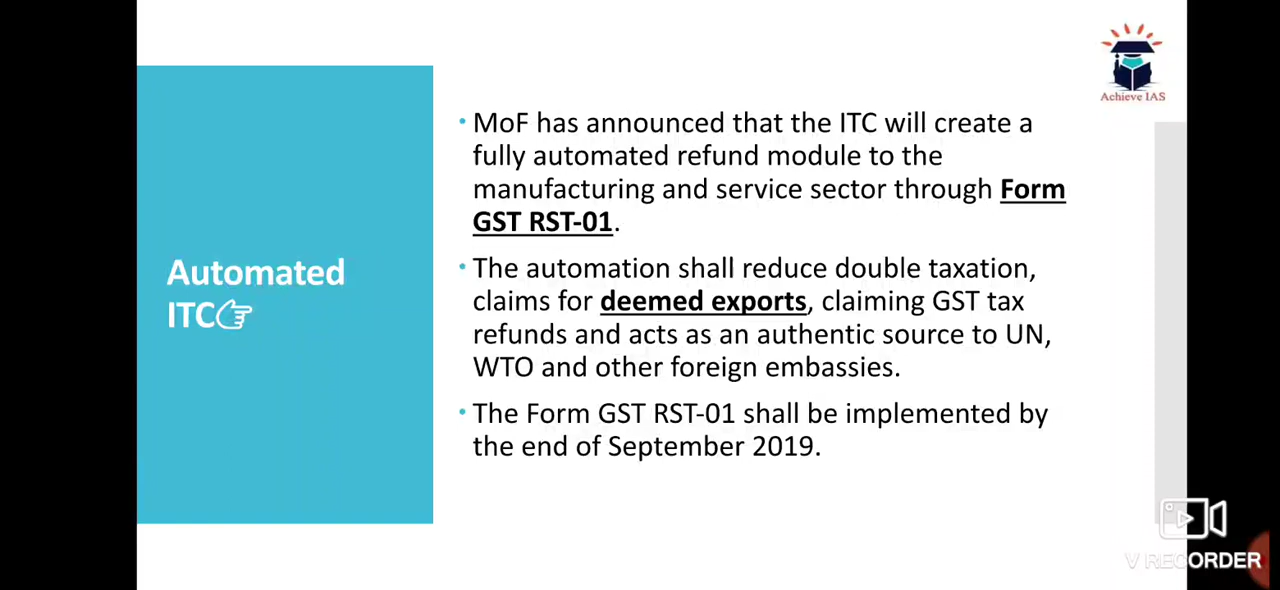 Achieve IAS
Automated
ITC
• MoF has announced that the ITC will create a
fully automated refund module to the
manufacturing and service sector through Form
GST RST-01.
• The automation shall reduce double taxation,
claims for deemed exports, claiming GST tax
refunds and acts as an authentic source to UN,
WTO and other foreign embassies.
• The Form GST RST-01 shall be implemented by
the end of September 2019.
V RECORDER